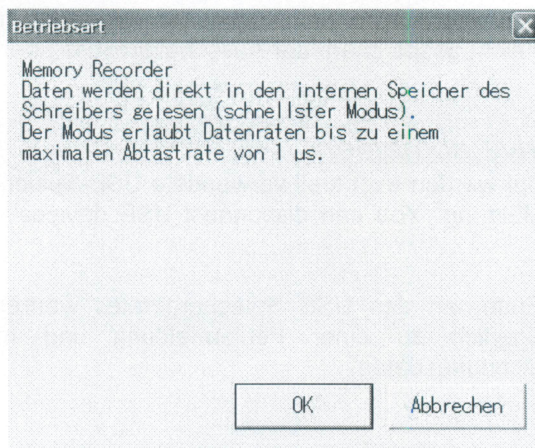 Betriebsart
Memory Recorder
Daten werden direkt in den internen Speicher des
Schreibers gelesen (schnellster Modus).
Der Modus erlaubt Datenraten bis zu einem
maximalen Abtastrate von 1 µs.
OK
Abbrechen